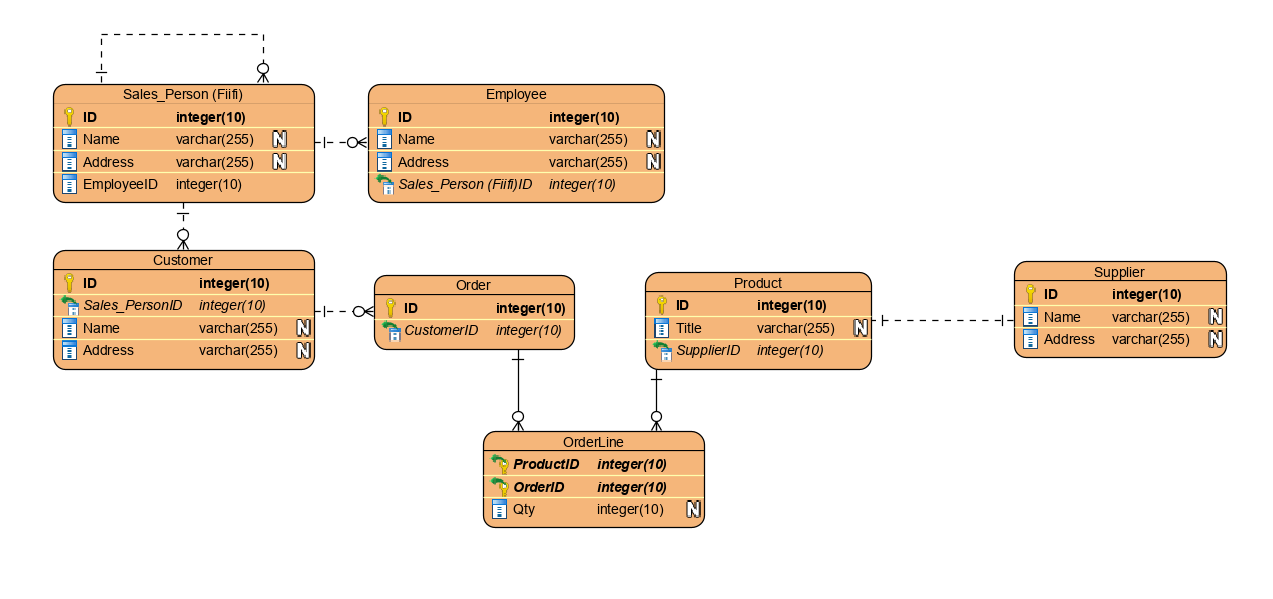 Sales_Person (Fiifi)
ID integer(10)
Name varchar(255) N
Address varchar(255) N
EmployeeID integer(10)
Employee
ID integer(10)
Name varchar(255) N
Address varchar(255) N
Sales_Person (Fiifi)ID integer(10)
Customer
ID integer(10)
Sales_PersonID integer(10)
Name varchar(255) N
Address varchar(255) N
Order
ID integer(10)
CustomerID integer(10)
Product
ID integer(10)
Title varchar(255) N
SupplierID integer(10)
Supplier
ID integer(10)
Name varchar(255) N
Address varchar(255) N
OrderLine
ProductID integer(10)
OrderID integer(10)
Qty integer(10) N